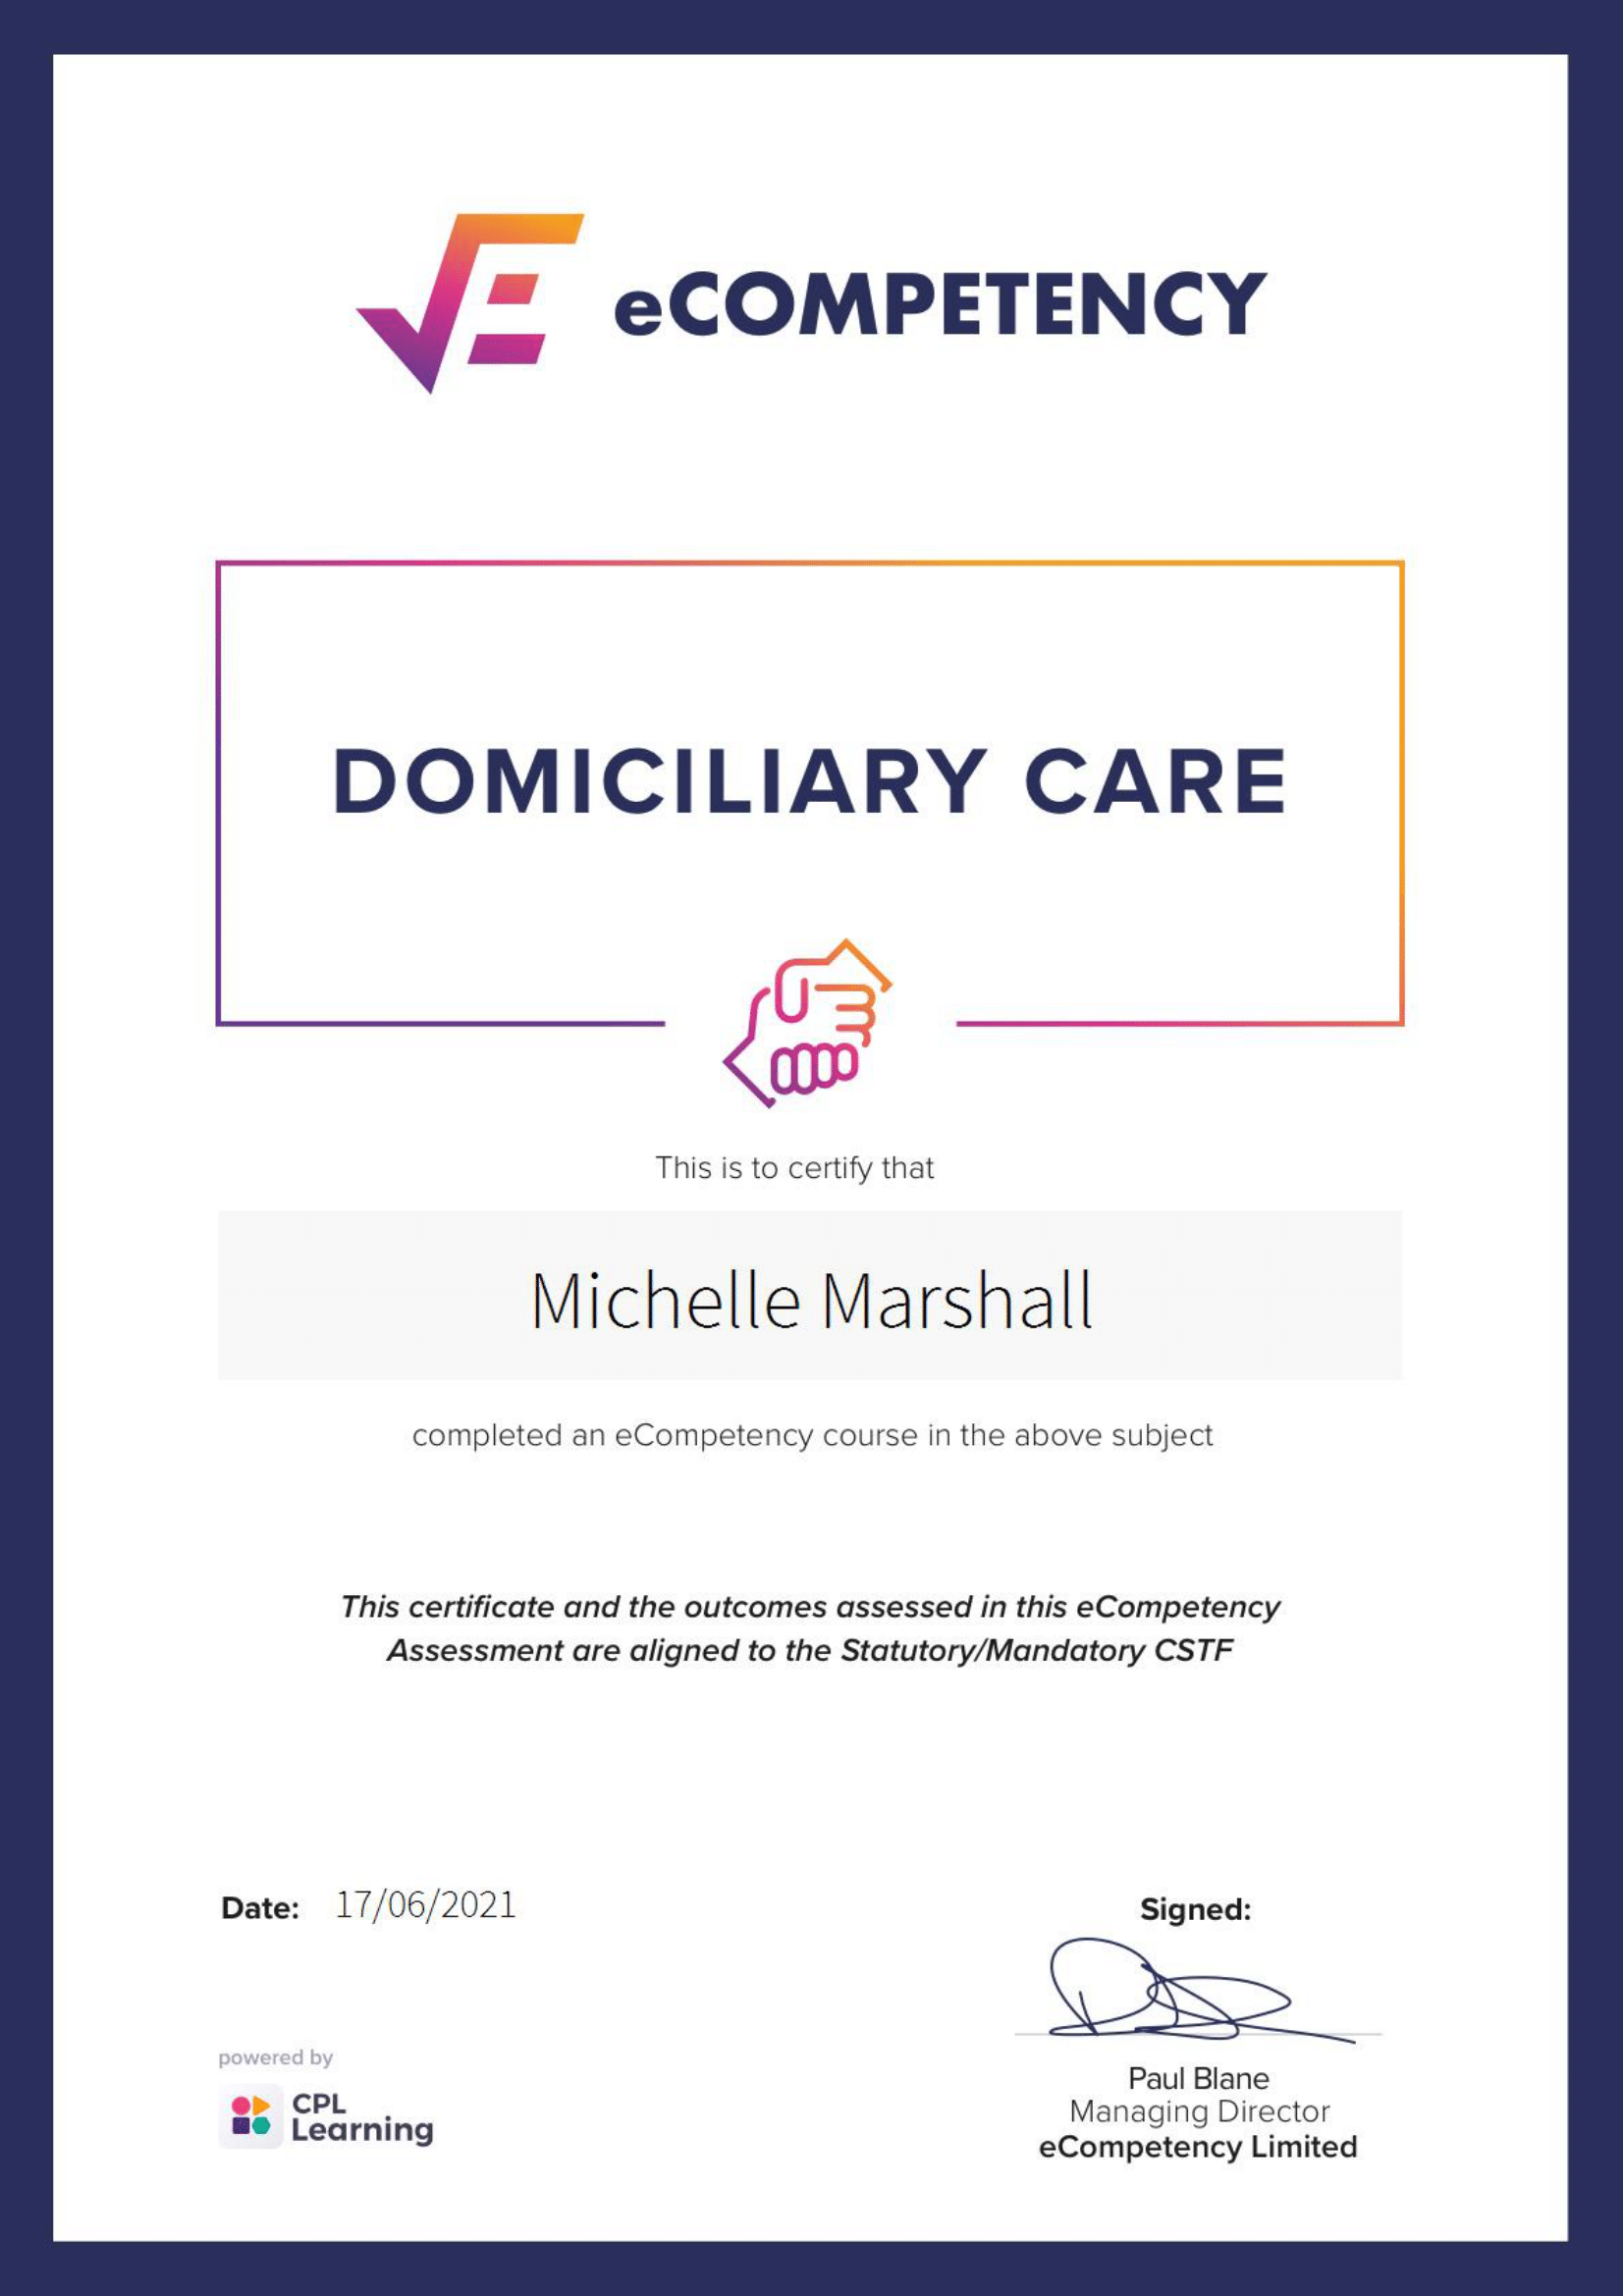 eCOMPETENCY
DOMICILIARY CARE
This is to certify that
Michelle Marshall
completed an eCompetency course in the above subject
This certificate and the outcomes assessed in this eCompetency
Assessment are aligned to the Statutory/Mandatory CSTF
Date: 17/06/2021
Signed:
powered by
CPL
Learning
Paul Blane
Managing Director
eCompetency Limited